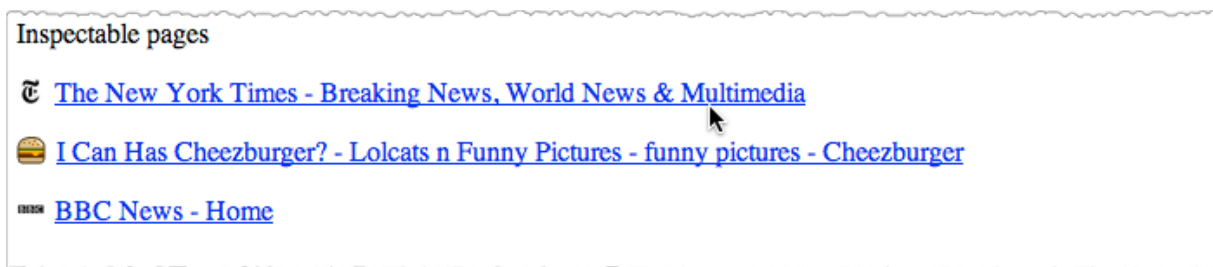 Inspectable pages
The New York Times - Breaking News, World News & Multimedia
I Can Has Cheezburger? - Lolcats n Funny Pictures - funny pictures - Cheezburger
BBC News - Home